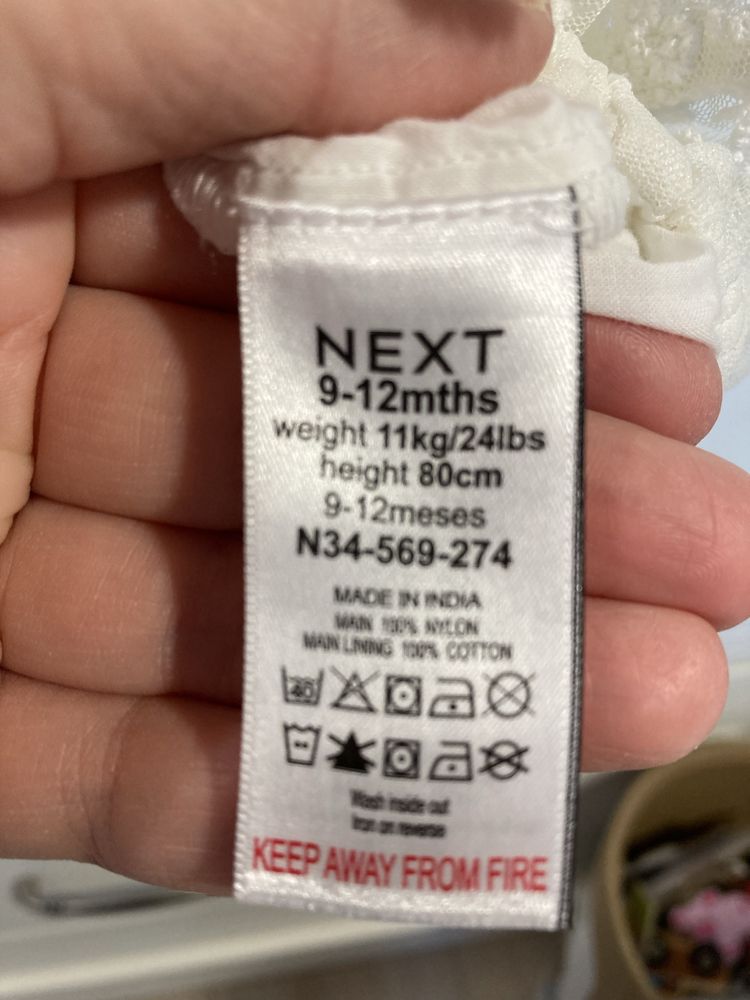 NEXT
9-12mths
weight 11kg/24lbs
height 80cm
9-12meses
N34-569-274
MADE IN INDIA
MAIN 100% NYLON
MAIN LINING 100% COTTON
40
Wash inside out
Iron on reverse
KEEP AWAY FROM FIRE